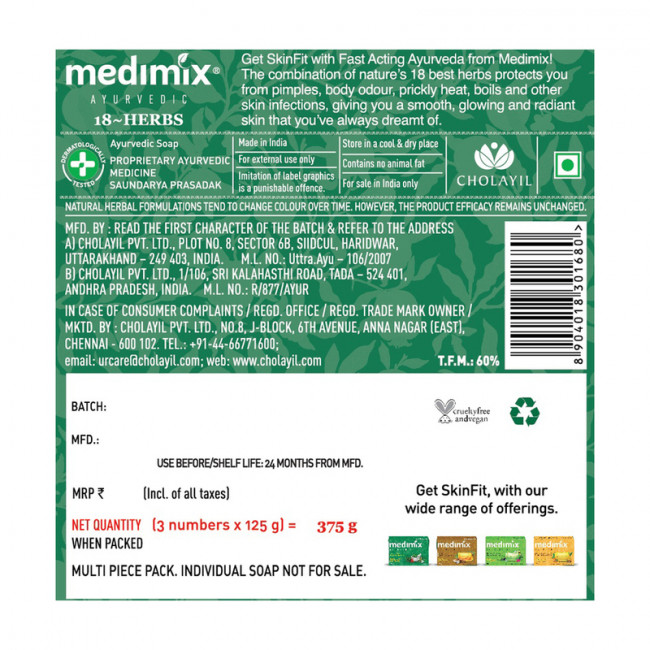 medimix®
AYURVEDIC
18~HERBS
Get SkinFit with Fast Acting Ayurveda from Medimix!
The combination of nature's 18 best herbs protects you
from pimples, body odour, prickly heat, boils and other
skin infections, giving you a smooth, glowing and radiant
skin that you've always dreamt of.
DERMATOLOGICALLY
TESTED
Ayurvedic Soap
PROPRIETARY AYURVEDIC
MEDICINE
SAUNDARYA PRASADAK
Made in India
For external use only
Imitation of label graphics
is a punishable offence.
Store in a cool & dry place
Contains no animal fat
For sale in India only
CHOLAYIL
NATURAL HERBAL FORMULATIONS TEND TO CHANGE COLOUR OVER TIME. HOWEVER, THE PRODUCT EFFICACY REMAINS UNCHANGED.
MFD. BY : READ THE FIRST CHARACTER OF THE BATCH & REFER TO THE ADDRESS
A) CHOLAYIL PVT. LTD., PLOT NO. 8, SECTOR 6B, SIIDCUL, HARIDWAR,
UTTARAKHAND – 249 403, INDIA. M.L. NO.: Uttra.Ayu – 106/2007
B) CHOLAYIL PVT. LTD., 1/106, SRI KALAHASTHI ROAD, TADA – 524 401,
ANDHRA PRADESH, INDIA. M.L. NO.: R/877/AYUR
IN CASE OF CONSUMER COMPLAINTS / REGD. OFFICE / REGD. TRADE MARK OWNER /
MKTD. BY : CHOLAYIL PVT. LTD., NO.8, J-BLOCK, 6TH AVENUE, ANNA NAGAR (EAST),
CHENNAI - 600 102. TEL.: +91-44-66771600;
email: urcare@cholayil.com; web: www.cholayil.com
T.F.M.: 60%
8 904018 301680 >
BATCH:
crueltyfree
andvegan
MFD.:
USE BEFORE/SHELF LIFE: 24 MONTHS FROM MFD.
MRP ₹ (Incl. of all taxes)
Get SkinFit, with our
wide range of offerings.
NET QUANTITY (3 numbers x 125 g) = 375 g
WHEN PACKED
medimix medimix medimix medimix
MULTI PIECE PACK. INDIVIDUAL SOAP NOT FOR SALE.